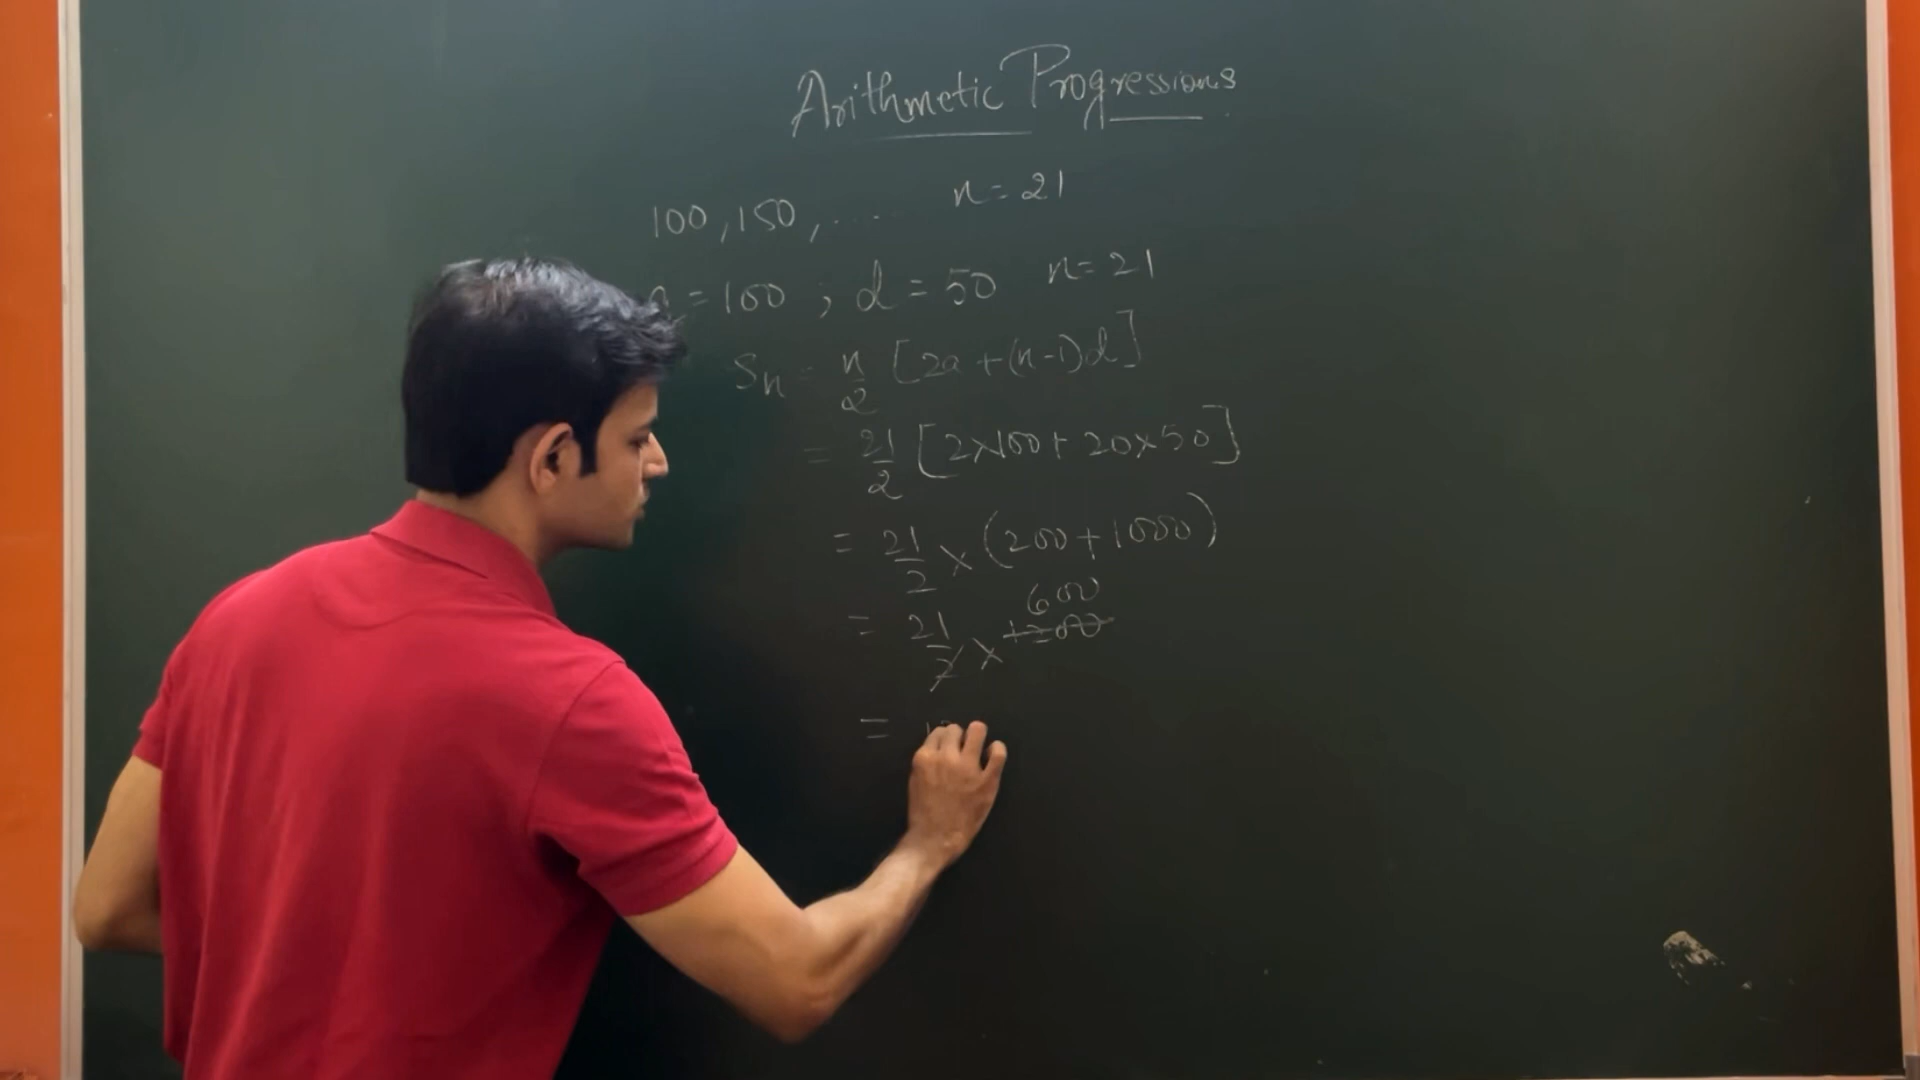 Arithmetic Progressions
100, 150, .... n = 21
= 100 ; d = 50 n = 21
Sn = n/2 [2a + (n-1)d]
= 21/2 [2×100 + 20×50]
= 21/2 × (200 + 1000)
600
= 21/2 × 1200
=